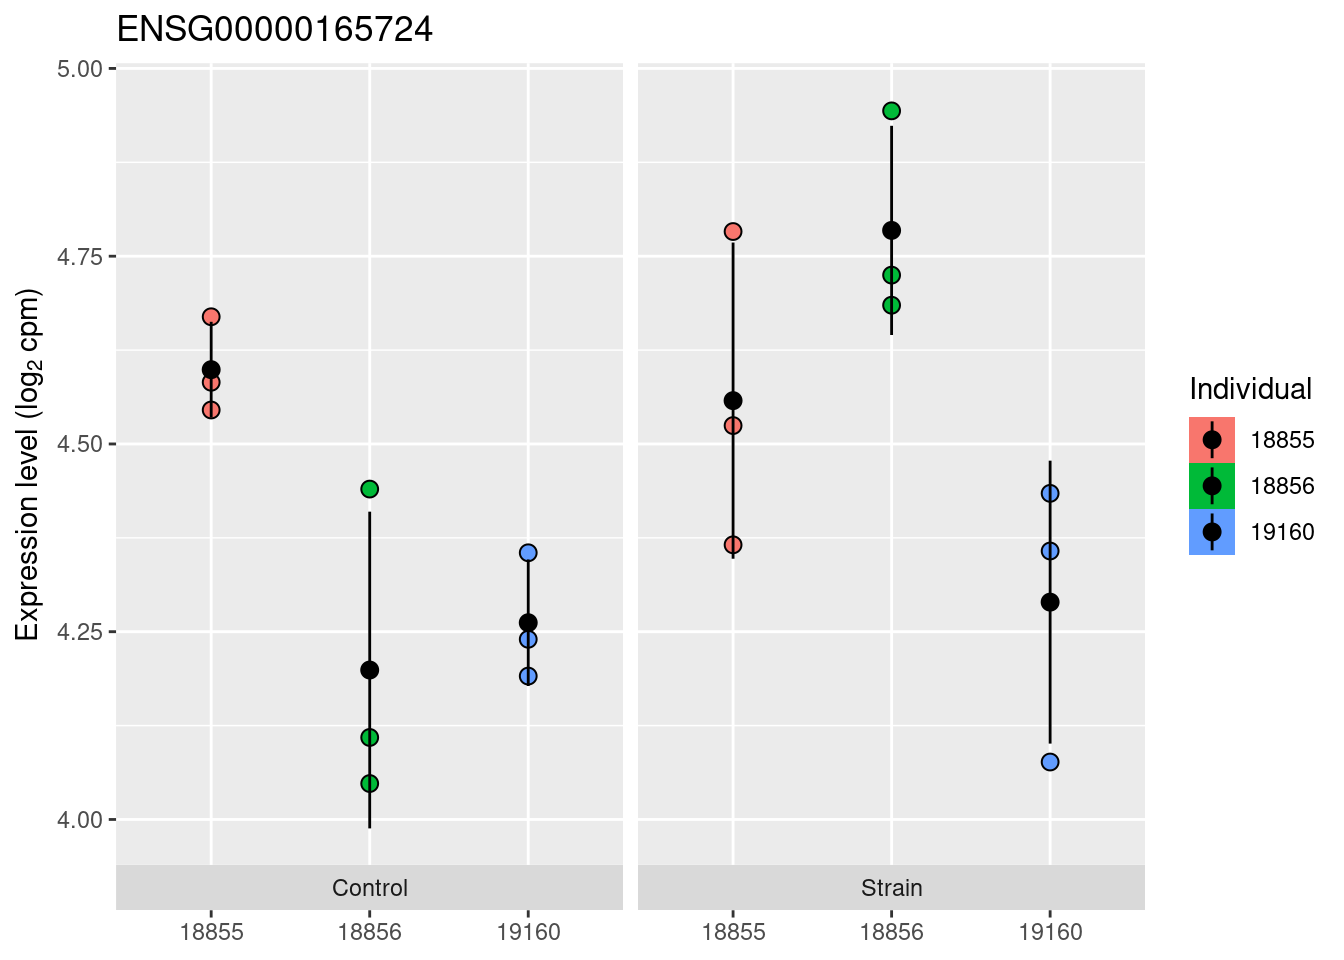 ENSG00000165724
Expression level (log₂ cpm)
5.00
4.75
4.50
4.25
4.00
Control
Strain
18855
18856
19160
18855
18856
19160
Individual
18855
18856
19160